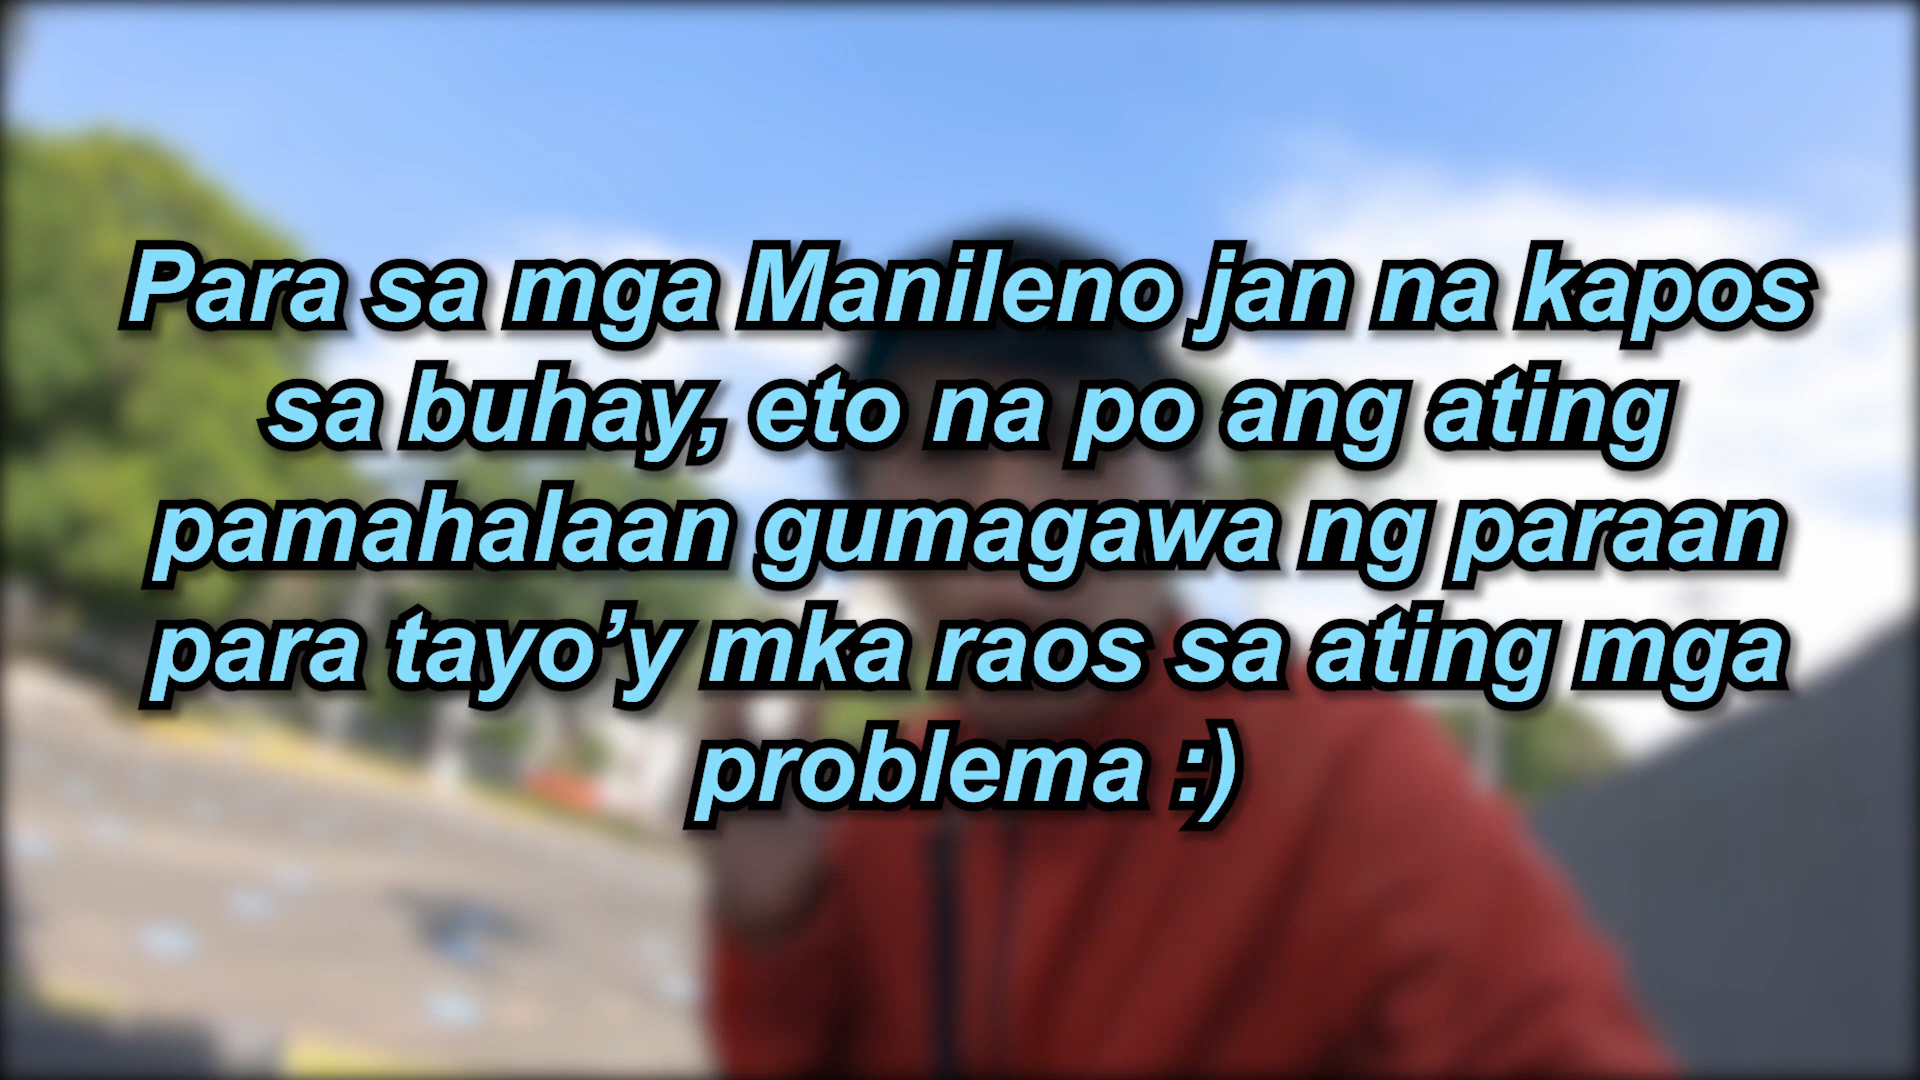 Para sa mga Manileno jan na kapos
sa buhay, eto na po ang ating
pamahalaan gumagawa ng paraan
para tayo’y mka raos sa ating mga
problema :)